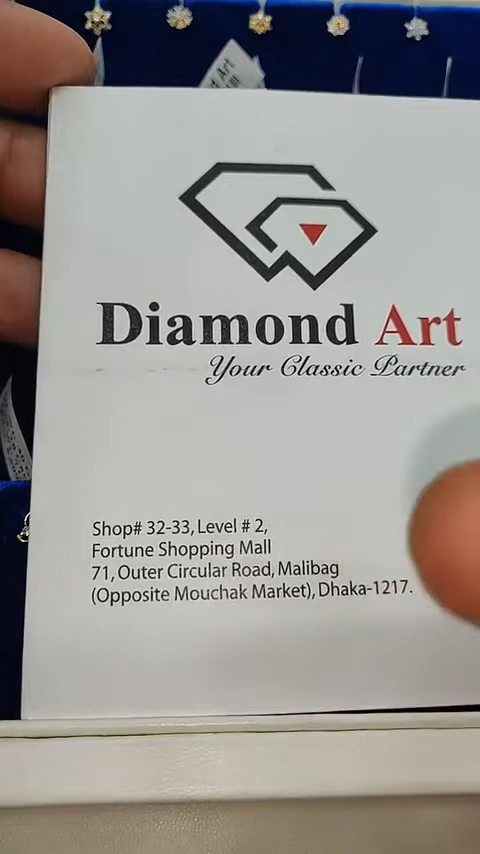 Diamond Art
Your Classic Partner
Shop# 32-33, Level # 2,
Fortune Shopping Mall
71, Outer Circular Road, Malibag
(Opposite Mouchak Market), Dhaka-1217.